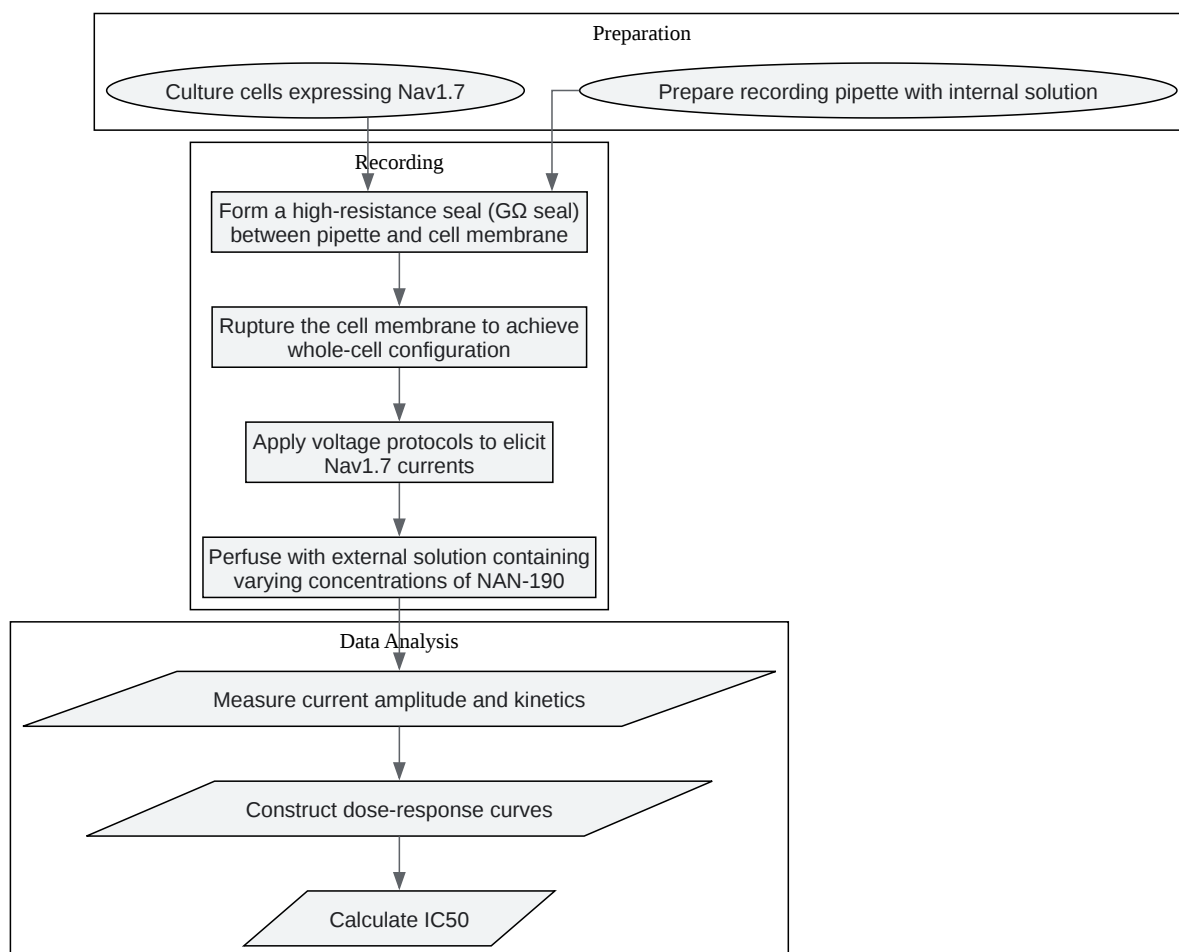 Preparation
Culture cells expressing Nav1.7
Prepare recording pipette with internal solution
Recording
Form a high-resistance seal (GΩ seal)
between pipette and cell membrane
Rupture the cell membrane to achieve
whole-cell configuration
Apply voltage protocols to elicit
Nav1.7 currents
Perfuse with external solution containing
varying concentrations of NAN-190
Data Analysis
Measure current amplitude and kinetics
Construct dose-response curves
Calculate IC50